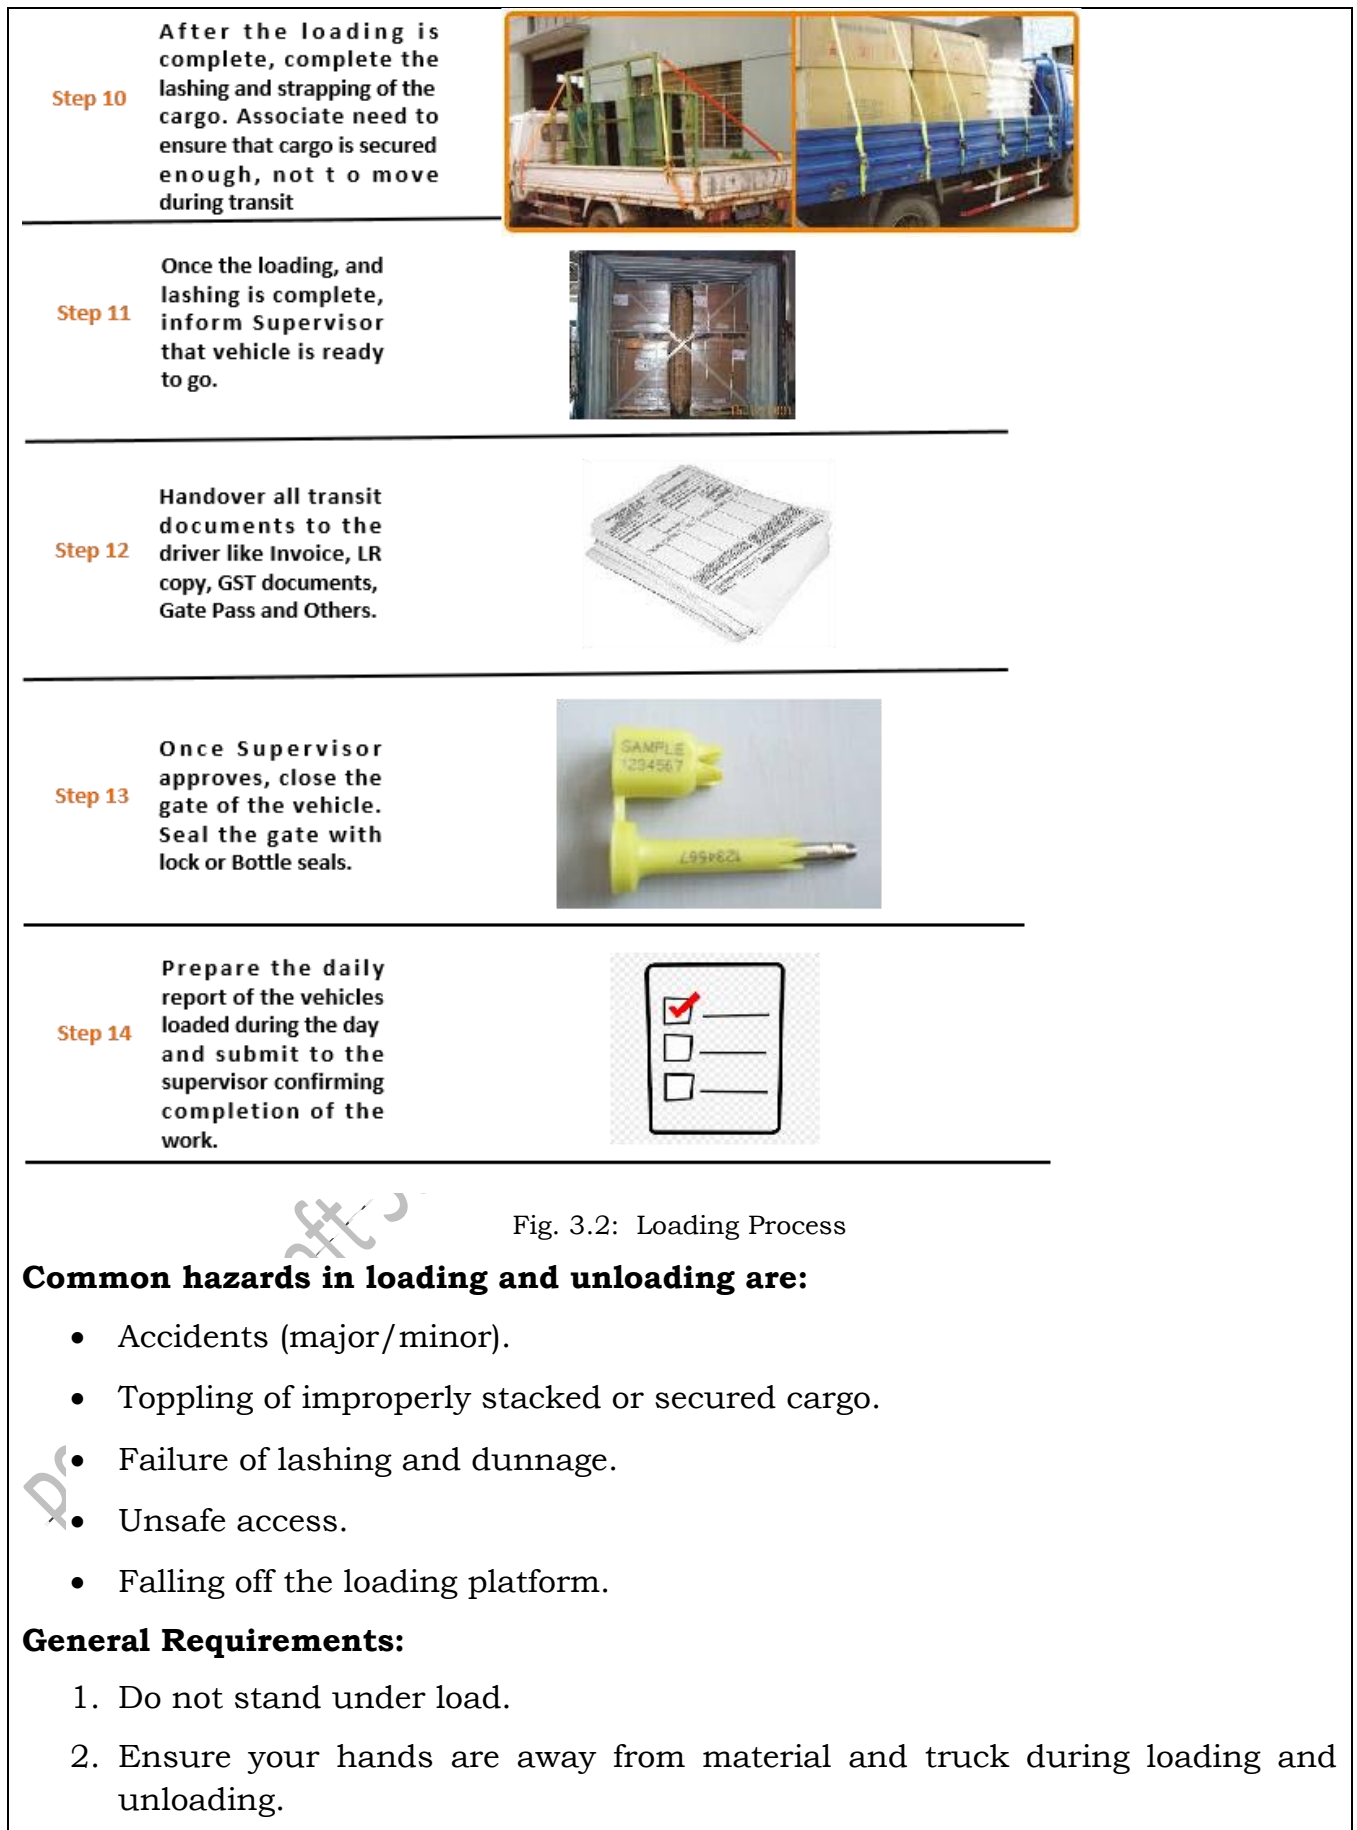 After the loading is
complete, complete the
Step 10
lashing and strapping of the
cargo. Associate need to
ensure that cargo is secured
enough, not t o move
during transit
Once the loading, and
lashing is complete,
Step 11
inform Supervisor
that vehicle is ready
to go.
Handover all transit
documents to the
Step 12
driver like Invoice, LR
copy, GST documents,
Gate Pass and Others.
SAMPLE
1234567
Once Supervisor
approves, close the
Step 13
gate of the vehicle.
Seal the gate with
lock or Bottle seals.
1234567
Prepare the daily
report of the vehicles
Step 14
loaded during the day
and submit to the
supervisor confirming
completion of the
work.
Fig. 3.2: Loading Process
Common hazards in loading and unloading are:
• Accidents (major/minor).
• Toppling of improperly stacked or secured cargo.
• Failure of lashing and dunnage.
• Unsafe access.
• Falling off the loading platform.
General Requirements:
1. Do not stand under load.
2. Ensure your hands are away from material and truck during loading and
unloading.